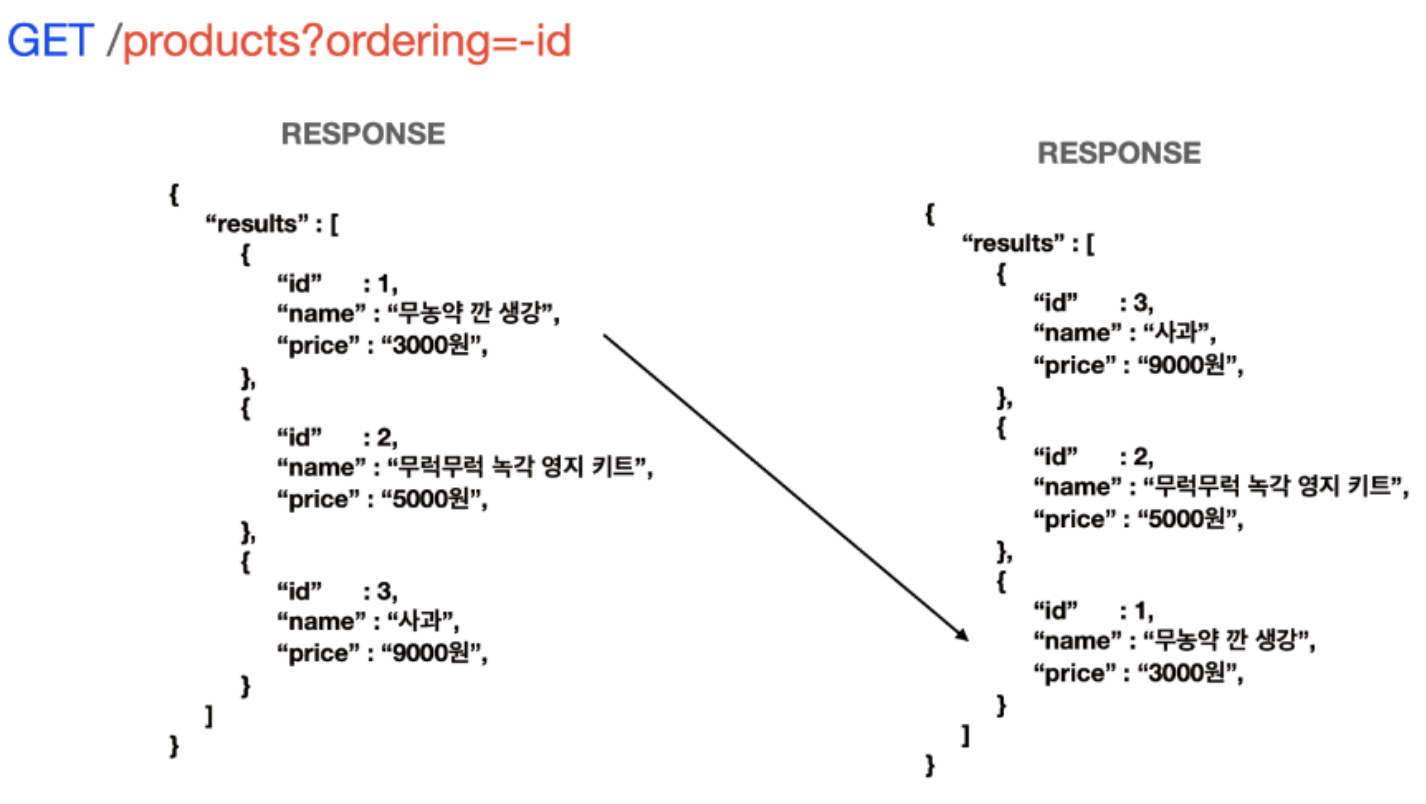 GET /products?ordering=-id
RESPONSE
{
“results” : [
{
“id” : 1,
“name” : “무농약 깐 생강”,
“price” : “3000원”,
},
{
“id” : 2,
“name” : “무럭무럭 녹각 영지 키트”,
“price” : “5000원”,
},
{
“id” : 3,
“name” : “사과”,
“price” : “9000원”,
}
]
}
RESPONSE
{
“results” : [
{
“id” : 3,
“name” : “사과”,
“price” : “9000원”,
},
{
“id” : 2,
“name” : “무럭무럭 녹각 영지 키트”,
“price” : “5000원”,
},
{
“id” : 1,
“name” : “무농약 깐 생강”,
“price” : “3000원”,
}
]
}